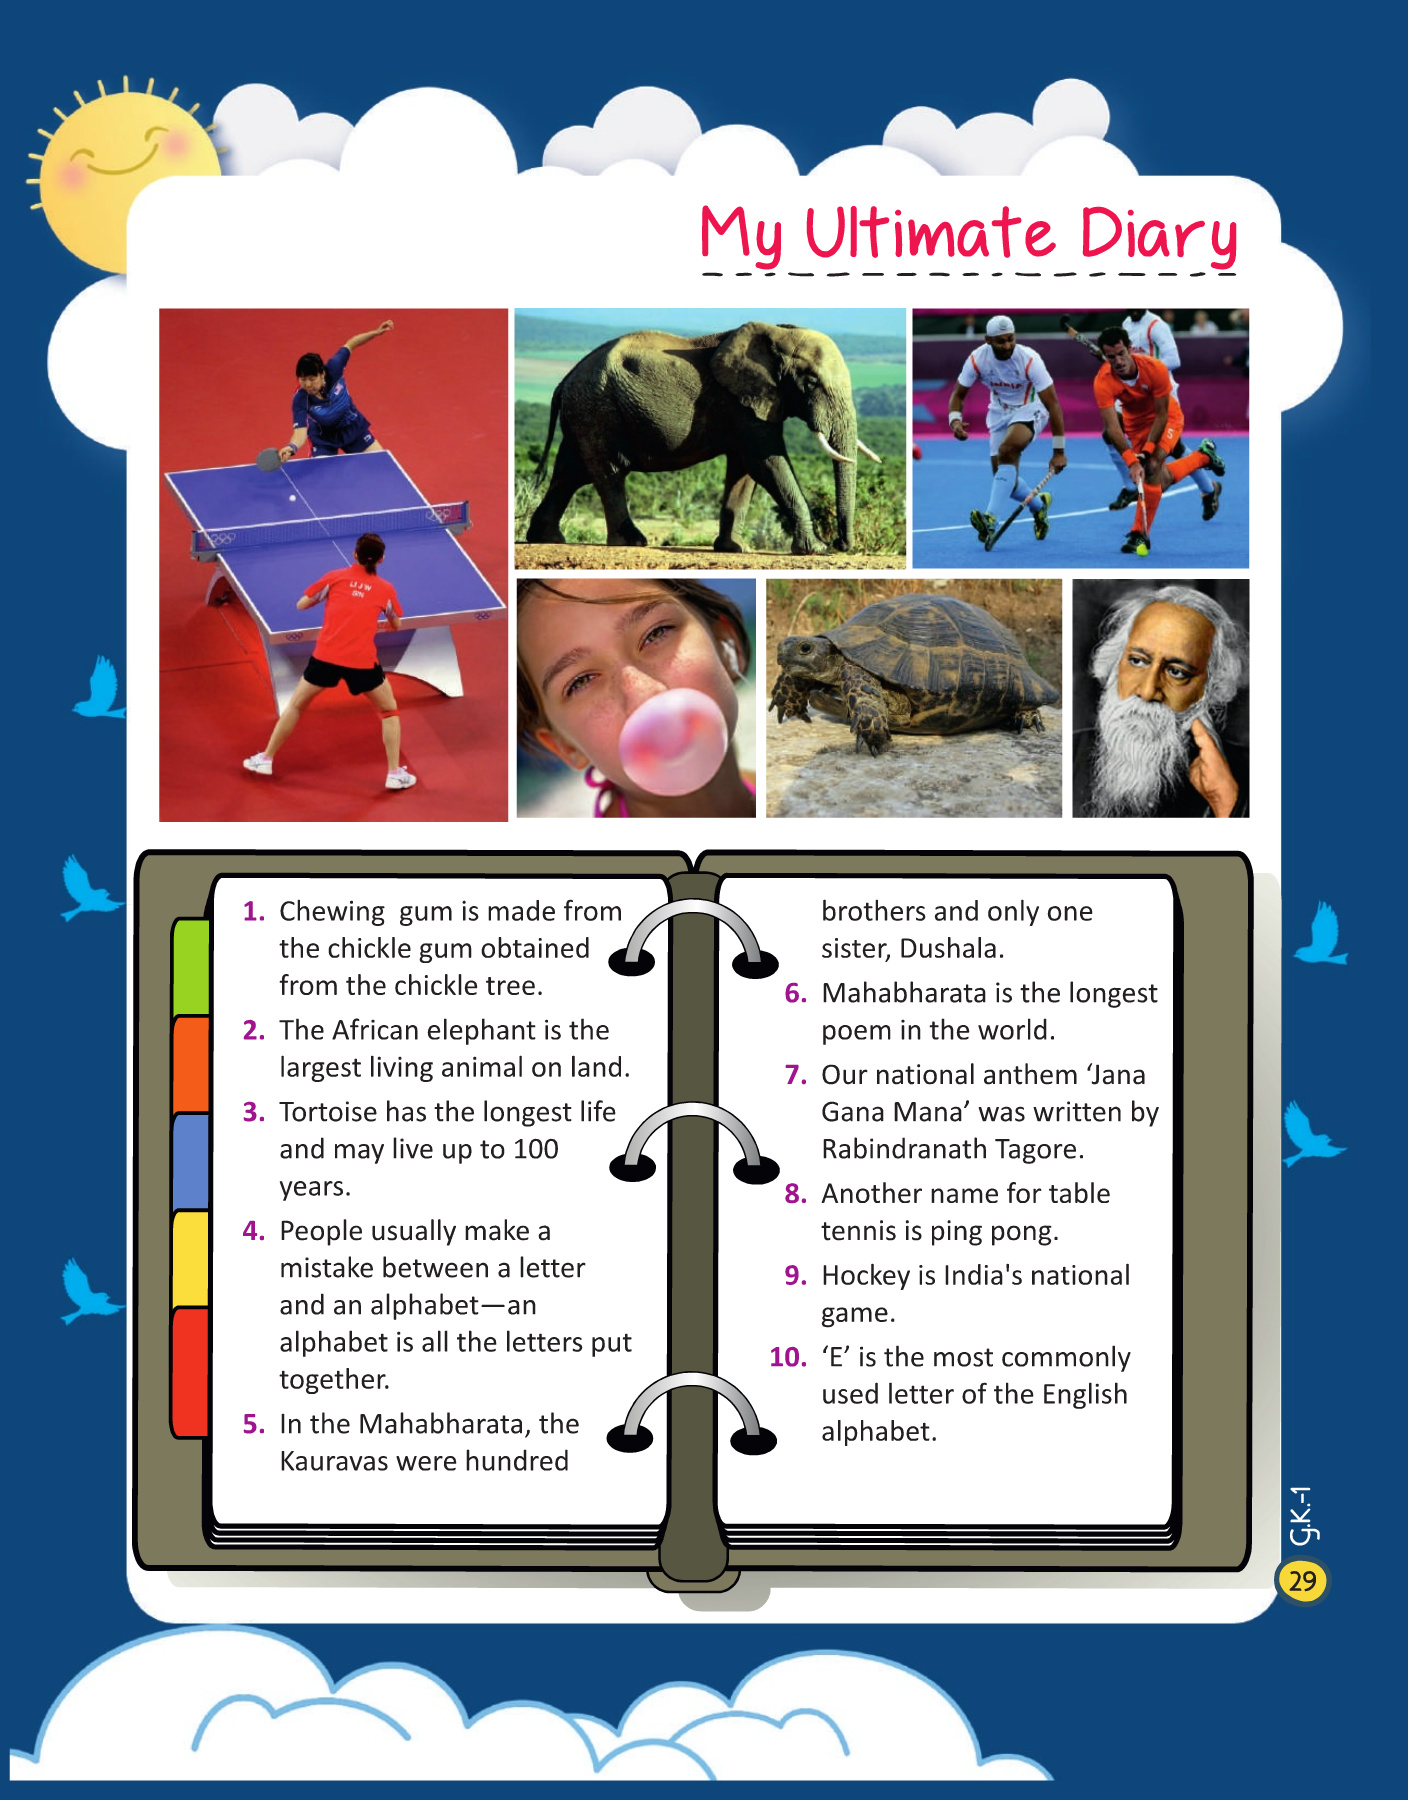 My Ultimate Diary
INDIA
LI J W
SIN
5
1. Chewing gum is made from
the chickle gum obtained
from the chickle tree.
2. The African elephant is the
largest living animal on land.
3. Tortoise has the longest life
and may live up to 100
years.
4. People usually make a
mistake between a letter
and an alphabet—an
alphabet is all the letters put
together.
5. In the Mahabharata, the
Kauravas were hundred
brothers and only one
sister, Dushala.
6. Mahabharata is the longest
poem in the world.
7. Our national anthem ‘Jana
Gana Mana’ was written by
Rabindranath Tagore.
8. Another name for table
tennis is ping pong.
9. Hockey is India's national
game.
10. ‘E’ is the most commonly
used letter of the English
alphabet.
G.K.-1
29